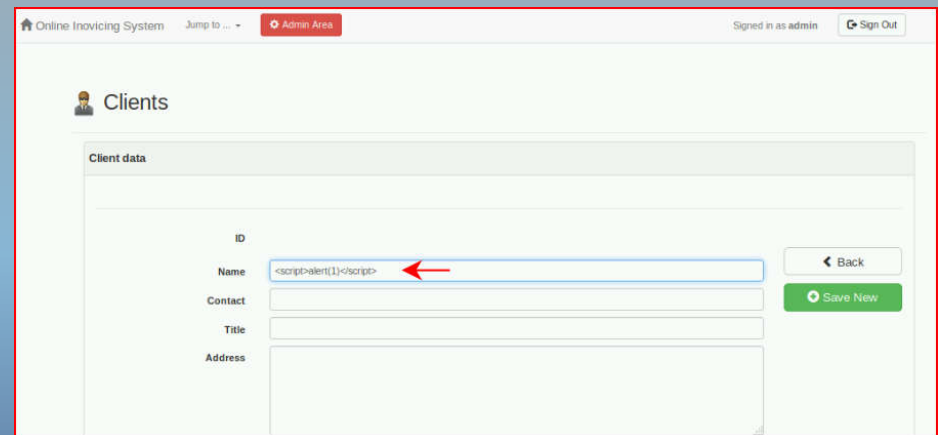 Online Inovicing System Jump to ... Admin Area Signed in as admin Sign Out
Clients
Client data
ID
Name <script>alert(1)</script>
Back
Contact
Save New
Title
Address